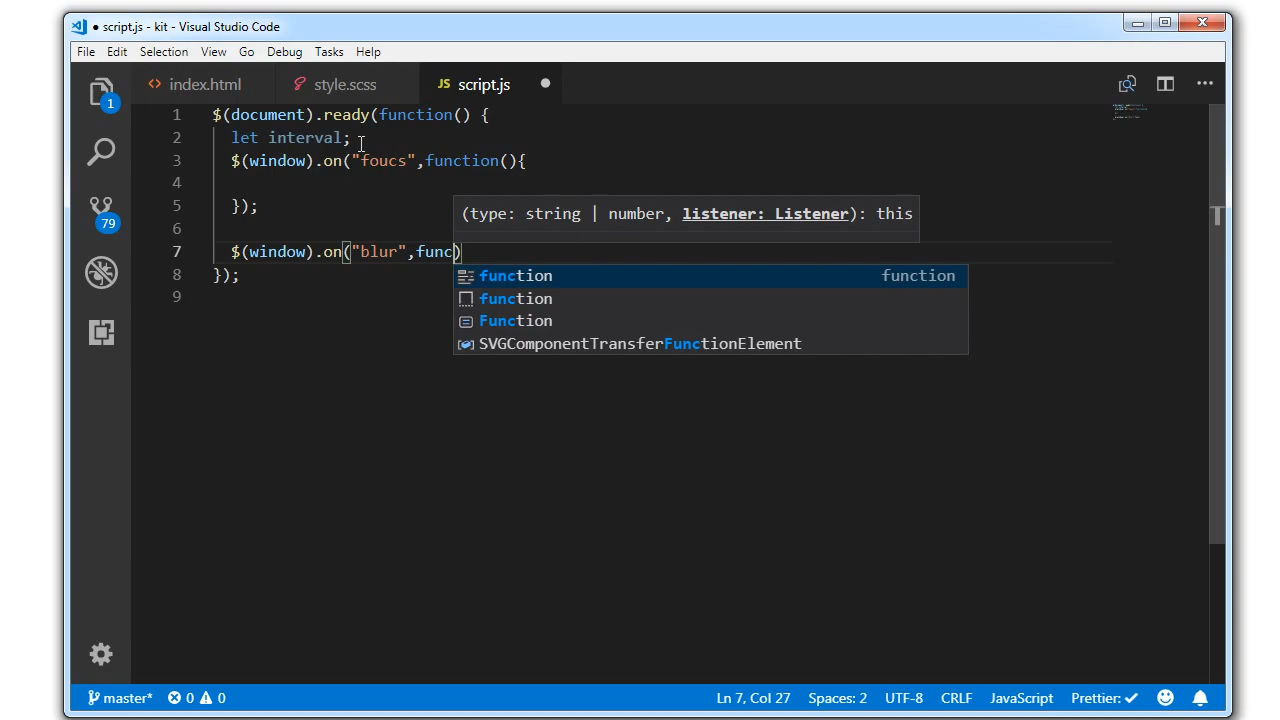 ● script.js - kit - Visual Studio Code
File Edit Selection View Go Debug Tasks Help
index.html style.scss JS script.js
1 $(document).ready(function() {
2 let interval;
3 $(window).on("foucs",function(){
4
5 });
6
7 $(window).on("blur",func)
8 });
9
(type: string | number, listener: Listener): this
function function
function
Function
SVGComponentTransferFunctionElement
1
79
master* 0 0 Ln 7, Col 27 Spaces: 2 UTF-8 CRLF JavaScript Prettier: ✓